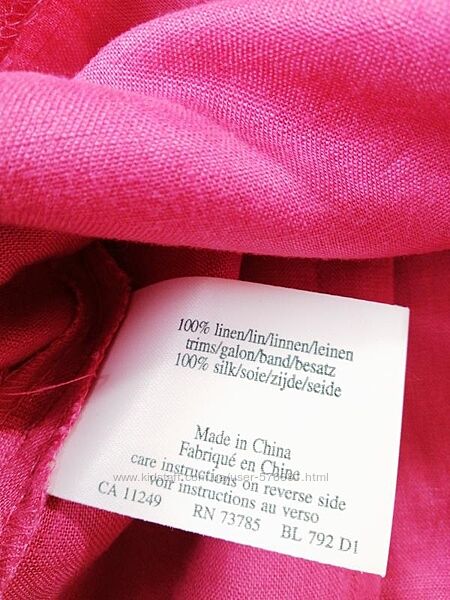 100% linen/lin/linnen/leinen
trims/galon/band/besatz
100% silk/soie/zijde/seide
Made in China
Fabriqué en Chine
care instructions on reverse side
voir instructions au verso
CA 11249 RN 73785 BL 792 D1